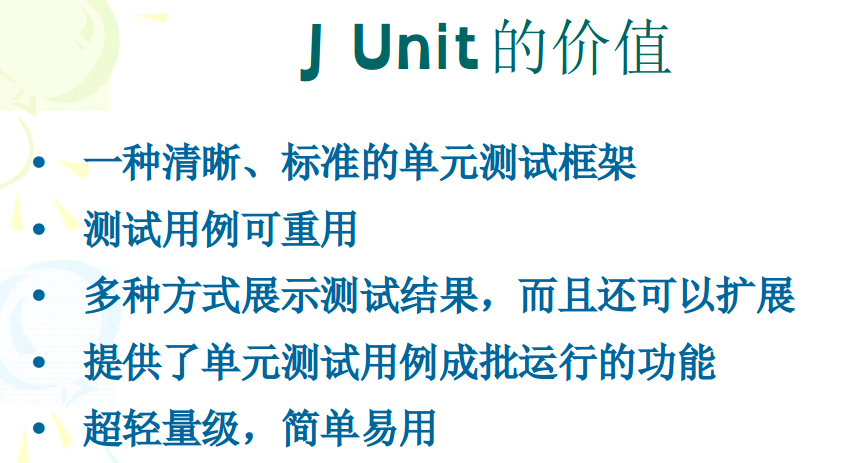 J Unit的价值
• 一种清晰、标准的单元测试框架
• 测试用例可重用
• 多种方式展示测试结果，而且还可以扩展
• 提供了单元测试用例成批运行的功能
• 超轻量级，简单易用